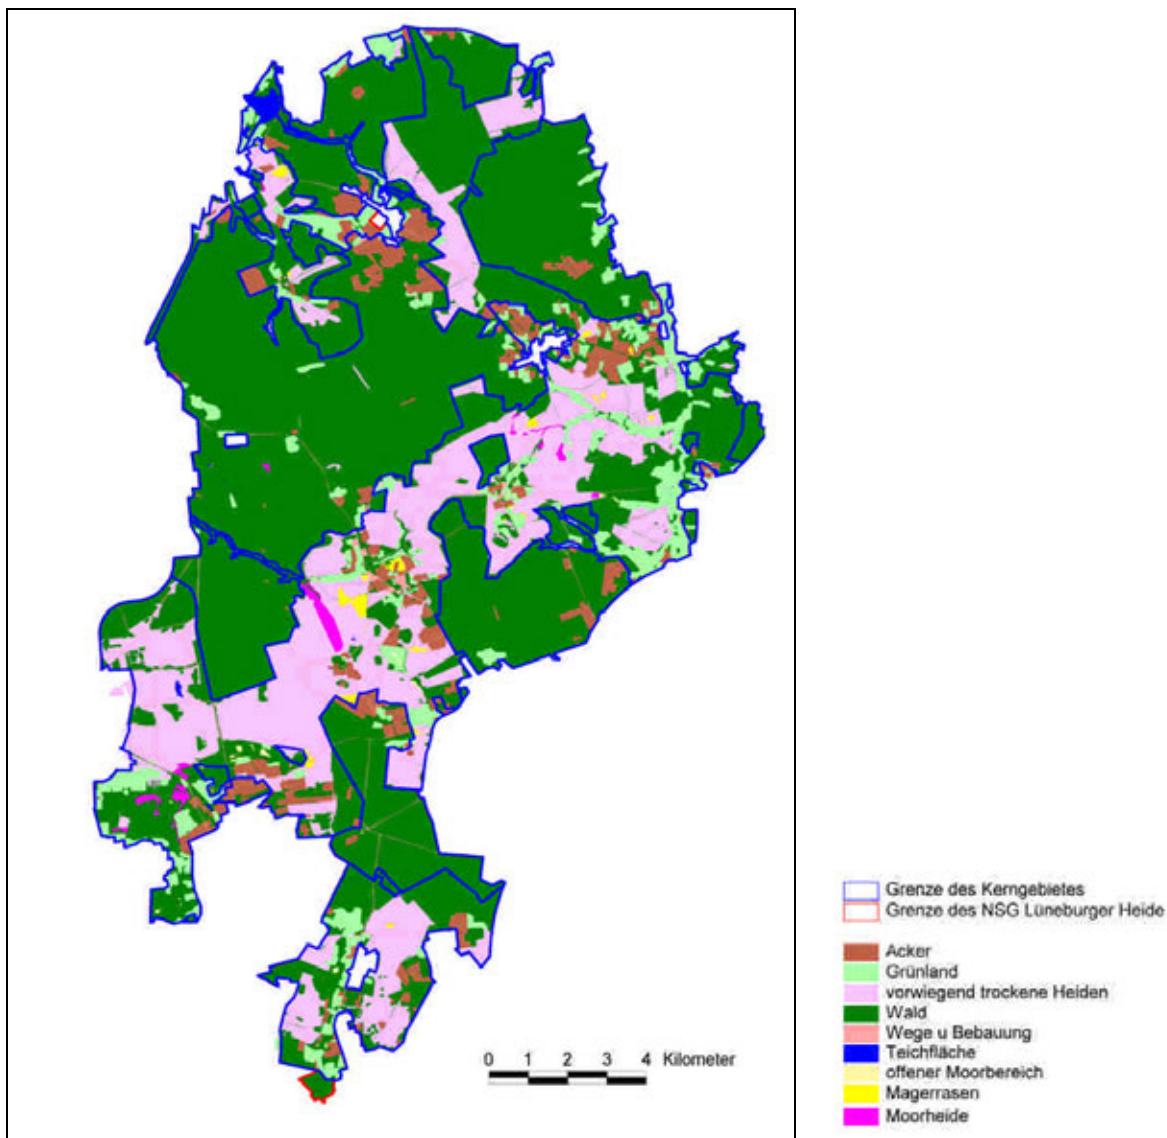 Grenze des Kerngebietes
Grenze des NSG Lüneburger Heide
Acker
Grünland
vorwiegend trockene Heiden
Wald
Wege u Bebauung
Teichfläche
offener Moorbereich
Magerrasen
Moorheide
0 1 2 3 4 Kilometer